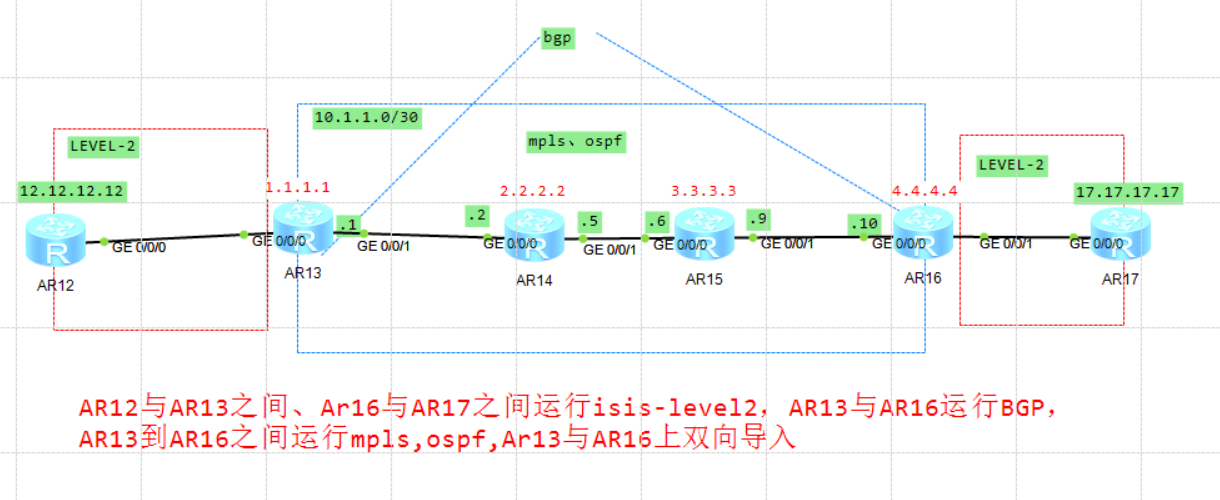 bgp
10.1.1.0/30
mpls、ospf
LEVEL-2
LEVEL-2
12.12.12.12
1.1.1.1
2.2.2.2
3.3.3.3
4.4.4.4
17.17.17.17
.1
.2
.5
.6
.9
.10
GE 0/0/0
GE 0/0/0
GE 0/0/1
GE 0/0/0
GE 0/0/1
GE 0/0/0
GE 0/0/1
GE 0/0/0
GE 0/0/1
GE 0/0/0
R
R
R
R
R
R
AR12
AR13
AR14
AR15
AR16
AR17
AR12与AR13之间、Ar16与AR17之间运行isis-level2，AR13与AR16运行BGP，
AR13到AR16之间运行mpls,ospf,Ar13与AR16上双向导入